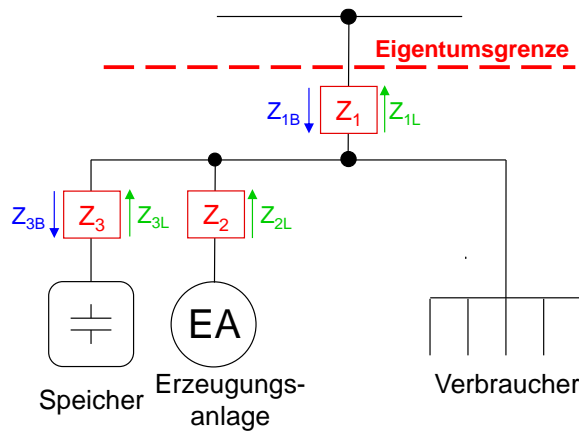 Eigentumsgrenze
Z1B Z1 Z1L
Z3B Z3 Z3L Z2 Z2L
EA
Speicher
Erzeugungs-
anlage
Verbraucher